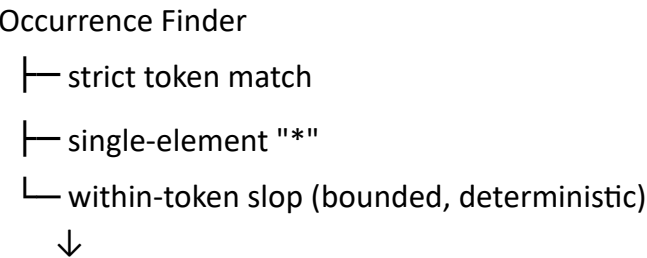 Occurrence Finder
├─ strict token match
├─ single-element "*"
└─ within-token slop (bounded, deterministic)
↓